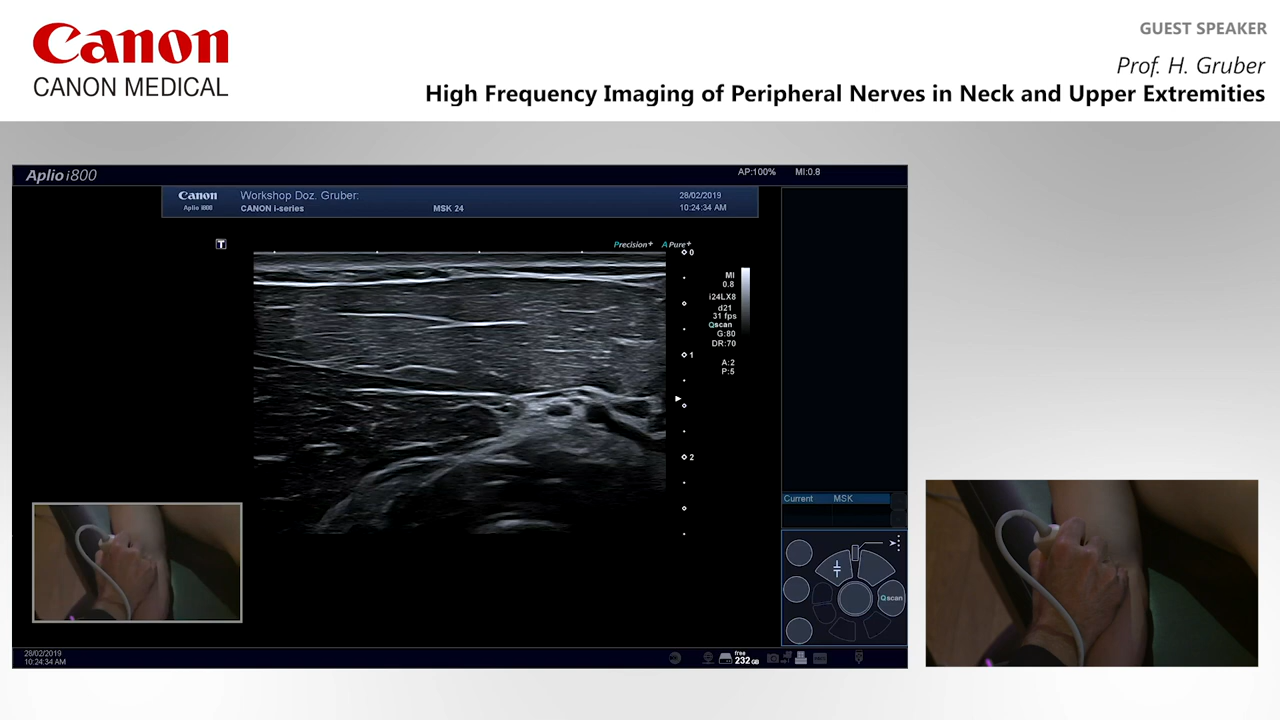 Canon
CANON MEDICAL
GUEST SPEAKER
Prof. H. Gruber
High Frequency Imaging of Peripheral Nerves in Neck and Upper Extremities
Aplio i800
AP:100% MI:0.8
Canon
Aplio i800
Workshop Doz. Gruber:
CANON i-series
MSK 24
28/02/2019
10:24:34 AM
T
Precision+ A Pure+
0
MI
0.8
i24LX8
d21
31 fps
Qscan
G:80
DR:70
1
A:2
P:5
2
Current MSK
Qscan
28/02/2019
10:24:34 AM
free
232GB